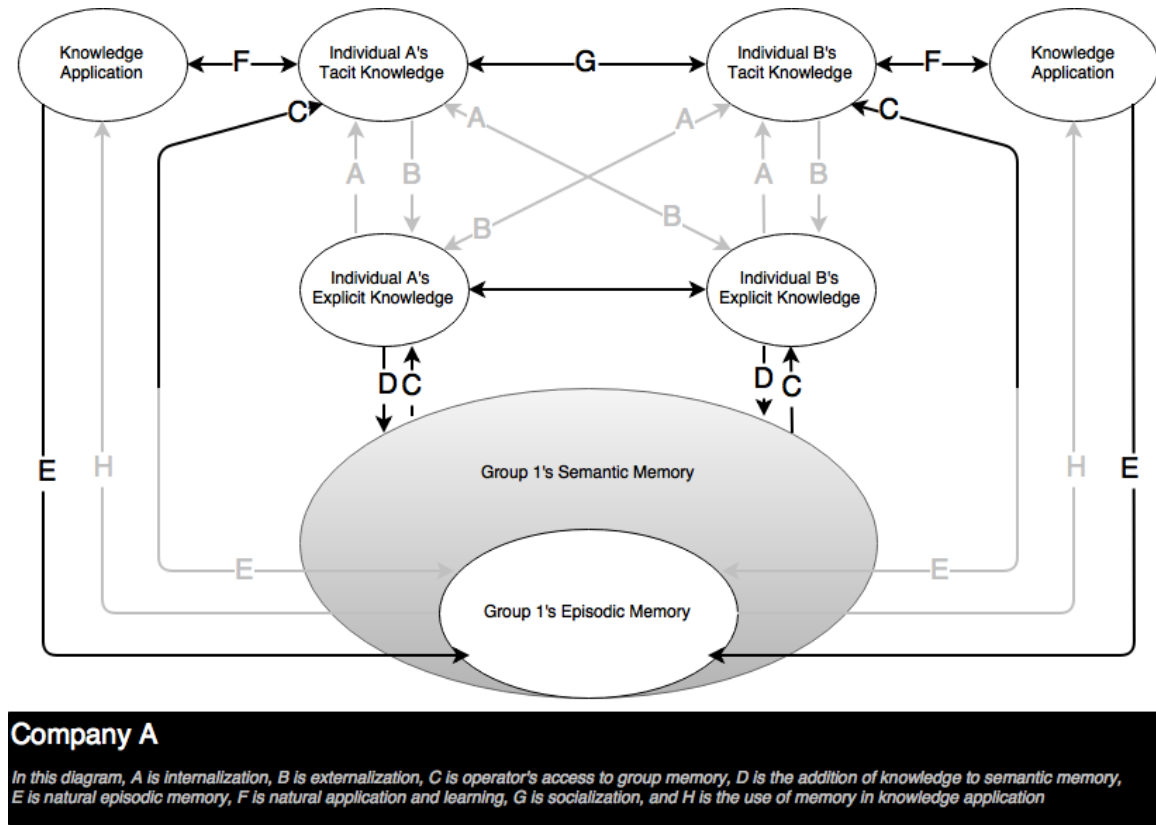 Knowledge
Application
F
Individual A's
Tacit Knowledge
G
Individual B's
Tacit Knowledge
F
Knowledge
Application
C
A
A
C
A
B
A
B
B
B
Individual A's
Explicit Knowledge
Individual B's
Explicit Knowledge
D
C
D
C
E
H
Group 1's Semantic Memory
H
E
E
E
Group 1's Episodic Memory
Company A
In this diagram, A is internalization, B is externalization, C is operator's access to group memory, D is the addition of knowledge to semantic memory,
E is natural episodic memory, F is natural application and learning, G is socialization, and H is the use of memory in knowledge application